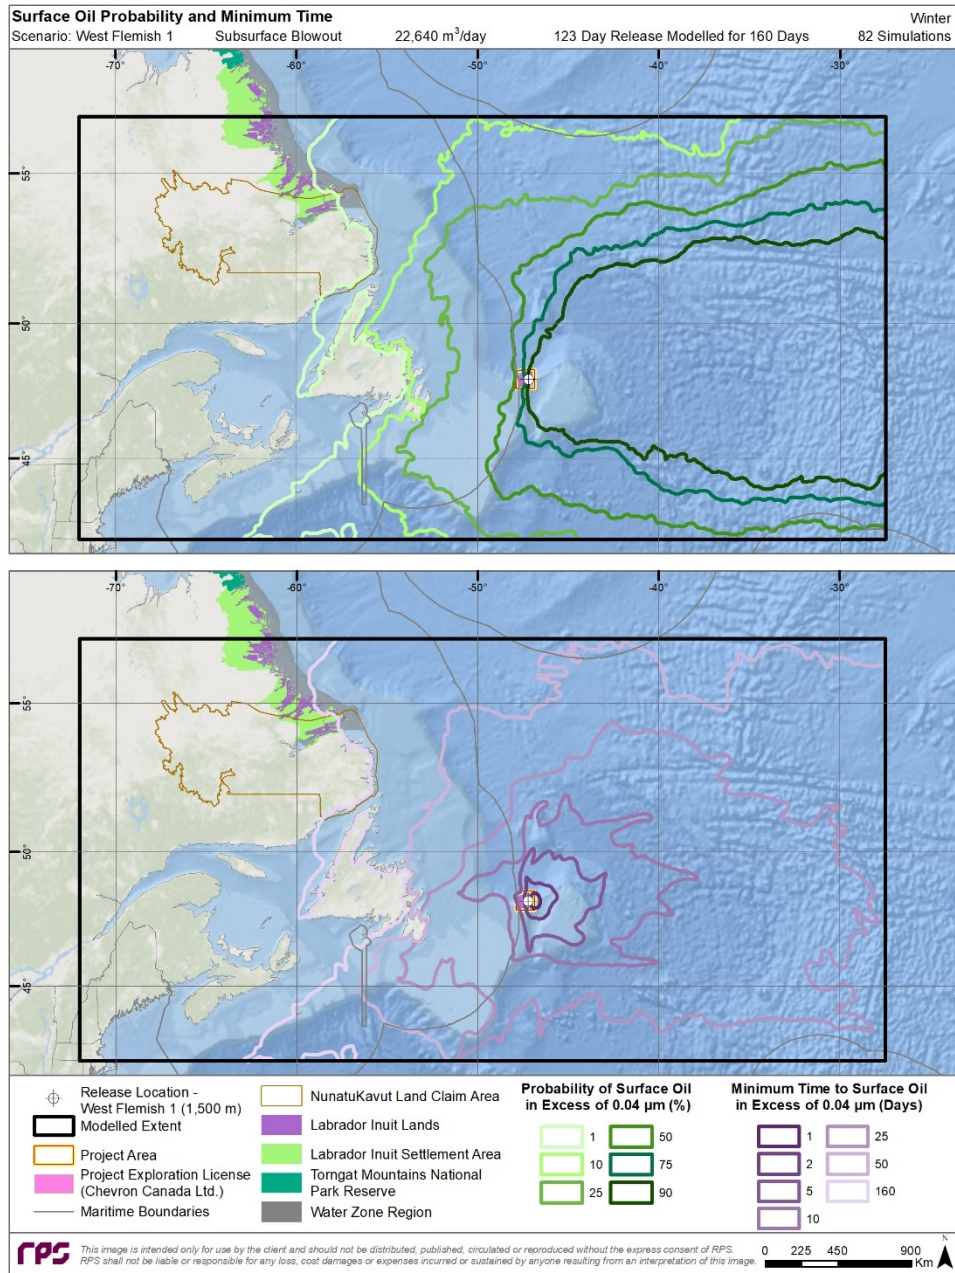 Surface Oil Probability and Minimum Time
Winter
Scenario: West Flemish 1 Subsurface Blowout 22,640 m³/day 123 Day Release Modelled for 160 Days 82 Simulations
-70° -60° -50° -40° -30°
55°
50°
45°
-70° -60° -50° -40° -30°
55°
50°
45°
Release Location -
West Flemish 1 (1,500 m)
Modelled Extent
Project Area
Project Exploration License
(Chevron Canada Ltd.)
Maritime Boundaries
NunatuKavut Land Claim Area
Labrador Inuit Lands
Labrador Inuit Settlement Area
Torngat Mountains National
Park Reserve
Water Zone Region
Probability of Surface Oil
in Excess of 0.04 µm (%)
1 50
10 75
25 90
Minimum Time to Surface Oil
in Excess of 0.04 µm (Days)
1 25
2 50
5 160
10
rps
This image is intended only for use by the client and should not be distributed, published, circulated or reproduced without the express consent of RPS.
RPS shall not be liable or responsible for any loss, cost damages or expenses incurred or sustained by anyone resulting from an interpretation of this image.
0 225 450 900
Km
N